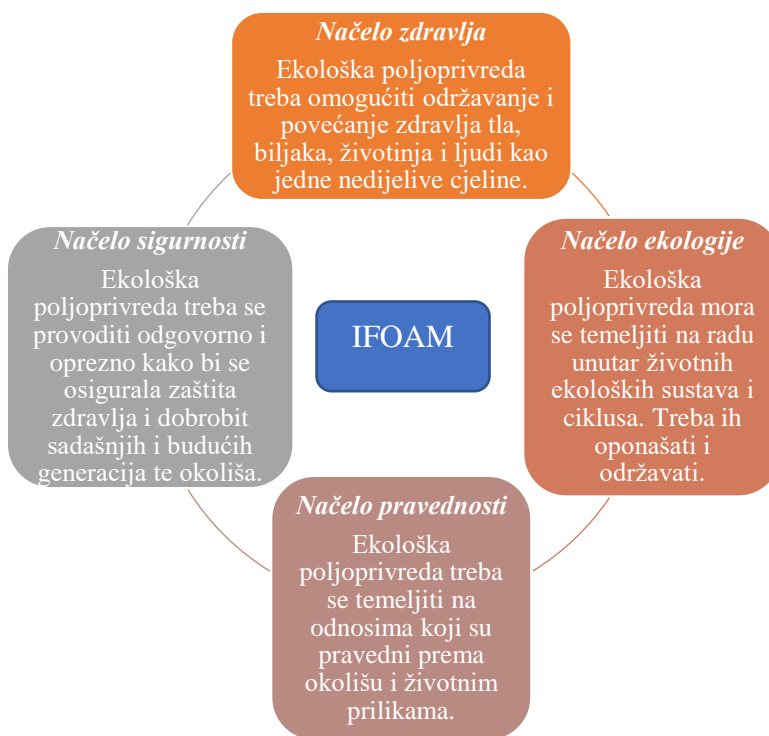 Načelo zdravlja
Ekološka poljoprivreda
treba omogućiti održavanje i
povećanje zdravlja tla,
biljaka, životinja i ljudi kao
jedne nedijelive cjeline.
Načelo sigurnosti
Ekološka
poljoprivreda treba se
provoditi odgovorno i
oprezno kako bi se
osigurala zaštita
zdravlja i dobrobit
sadašnjih i budućih
generacija te okoliša.
IFOAM
Načelo ekologije
Ekološka
poljoprivreda mora
se temeljiti na radu
unutar životnih
ekoloških sustava i
ciklusa. Treba ih
oponašati i
održavati.
Načelo pravednosti
Ekološka
poljoprivreda treba
se temeljiti na
odnosima koji su
pravedni prema
okolišu i životnim
prilikama.